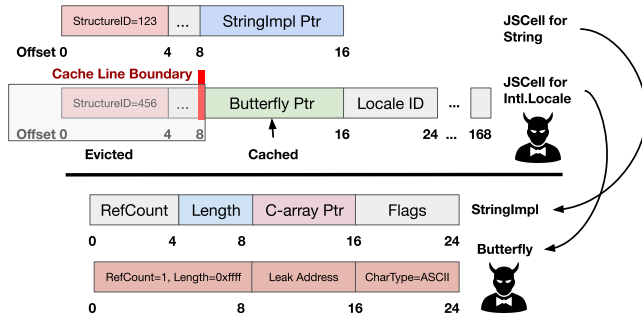 StructureID=123 ... StringImpl Ptr
JSCell for
String
Offset 0 4 8 16
Cache Line Boundary
StructureID=456 ... Butterfly Ptr Locale ID ...
JSCell for
Intl.Locale
Offset 0 4 8 16 24 ... 168
Evicted Cached
RefCount Length C-array Ptr Flags
StringImpl
0 4 8 16 24
Butterfly
RefCount=1, Length=0xffff Leak Address CharType=ASCII
0 8 16 24